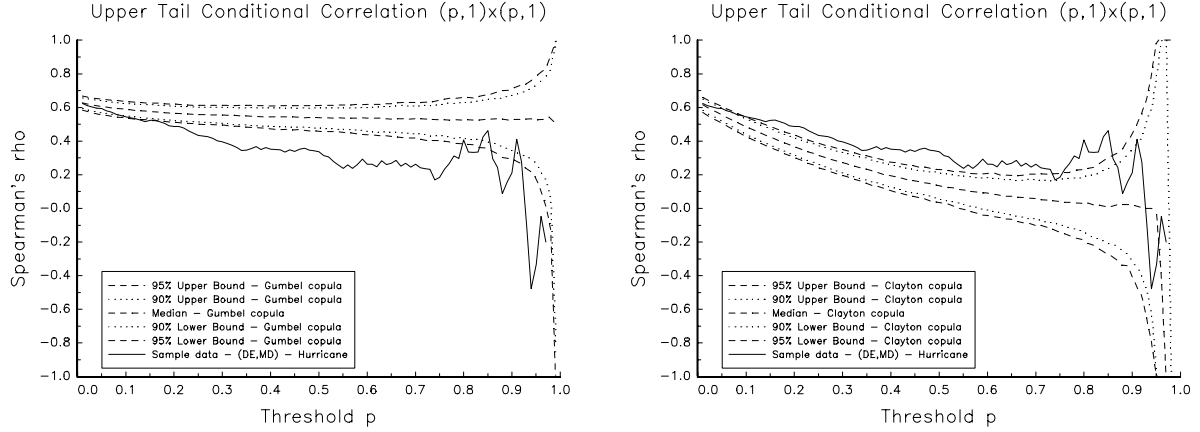 Upper Tail Conditional Correlation (p,1)x(p,1)
Spearman's rho
1.0
0.8
0.6
0.4
0.2
−0.0
−0.2
−0.4
−0.6
−0.8
−1.0
95% Upper Bound − Gumbel copula
90% Upper Bound − Gumbel copula
Median − Gumbel copula
90% Lower Bound − Gumbel copula
95% Lower Bound − Gumbel copula
Sample data − (DE,MD) − Hurricane
0.0 0.1 0.2 0.3 0.4 0.5 0.6 0.7 0.8 0.9 1.0
Threshold p
Upper Tail Conditional Correlation (p,1)x(p,1)
Spearman's rho
1.0
0.8
0.6
0.4
0.2
−0.0
−0.2
−0.4
−0.6
−0.8
−1.0
95% Upper Bound − Clayton copula
90% Upper Bound − Clayton copula
Median − Clayton copula
90% Lower Bound − Clayton copula
95% Lower Bound − Clayton copula
Sample data − (DE,MD) − Hurricane
0.0 0.1 0.2 0.3 0.4 0.5 0.6 0.7 0.8 0.9 1.0
Threshold p